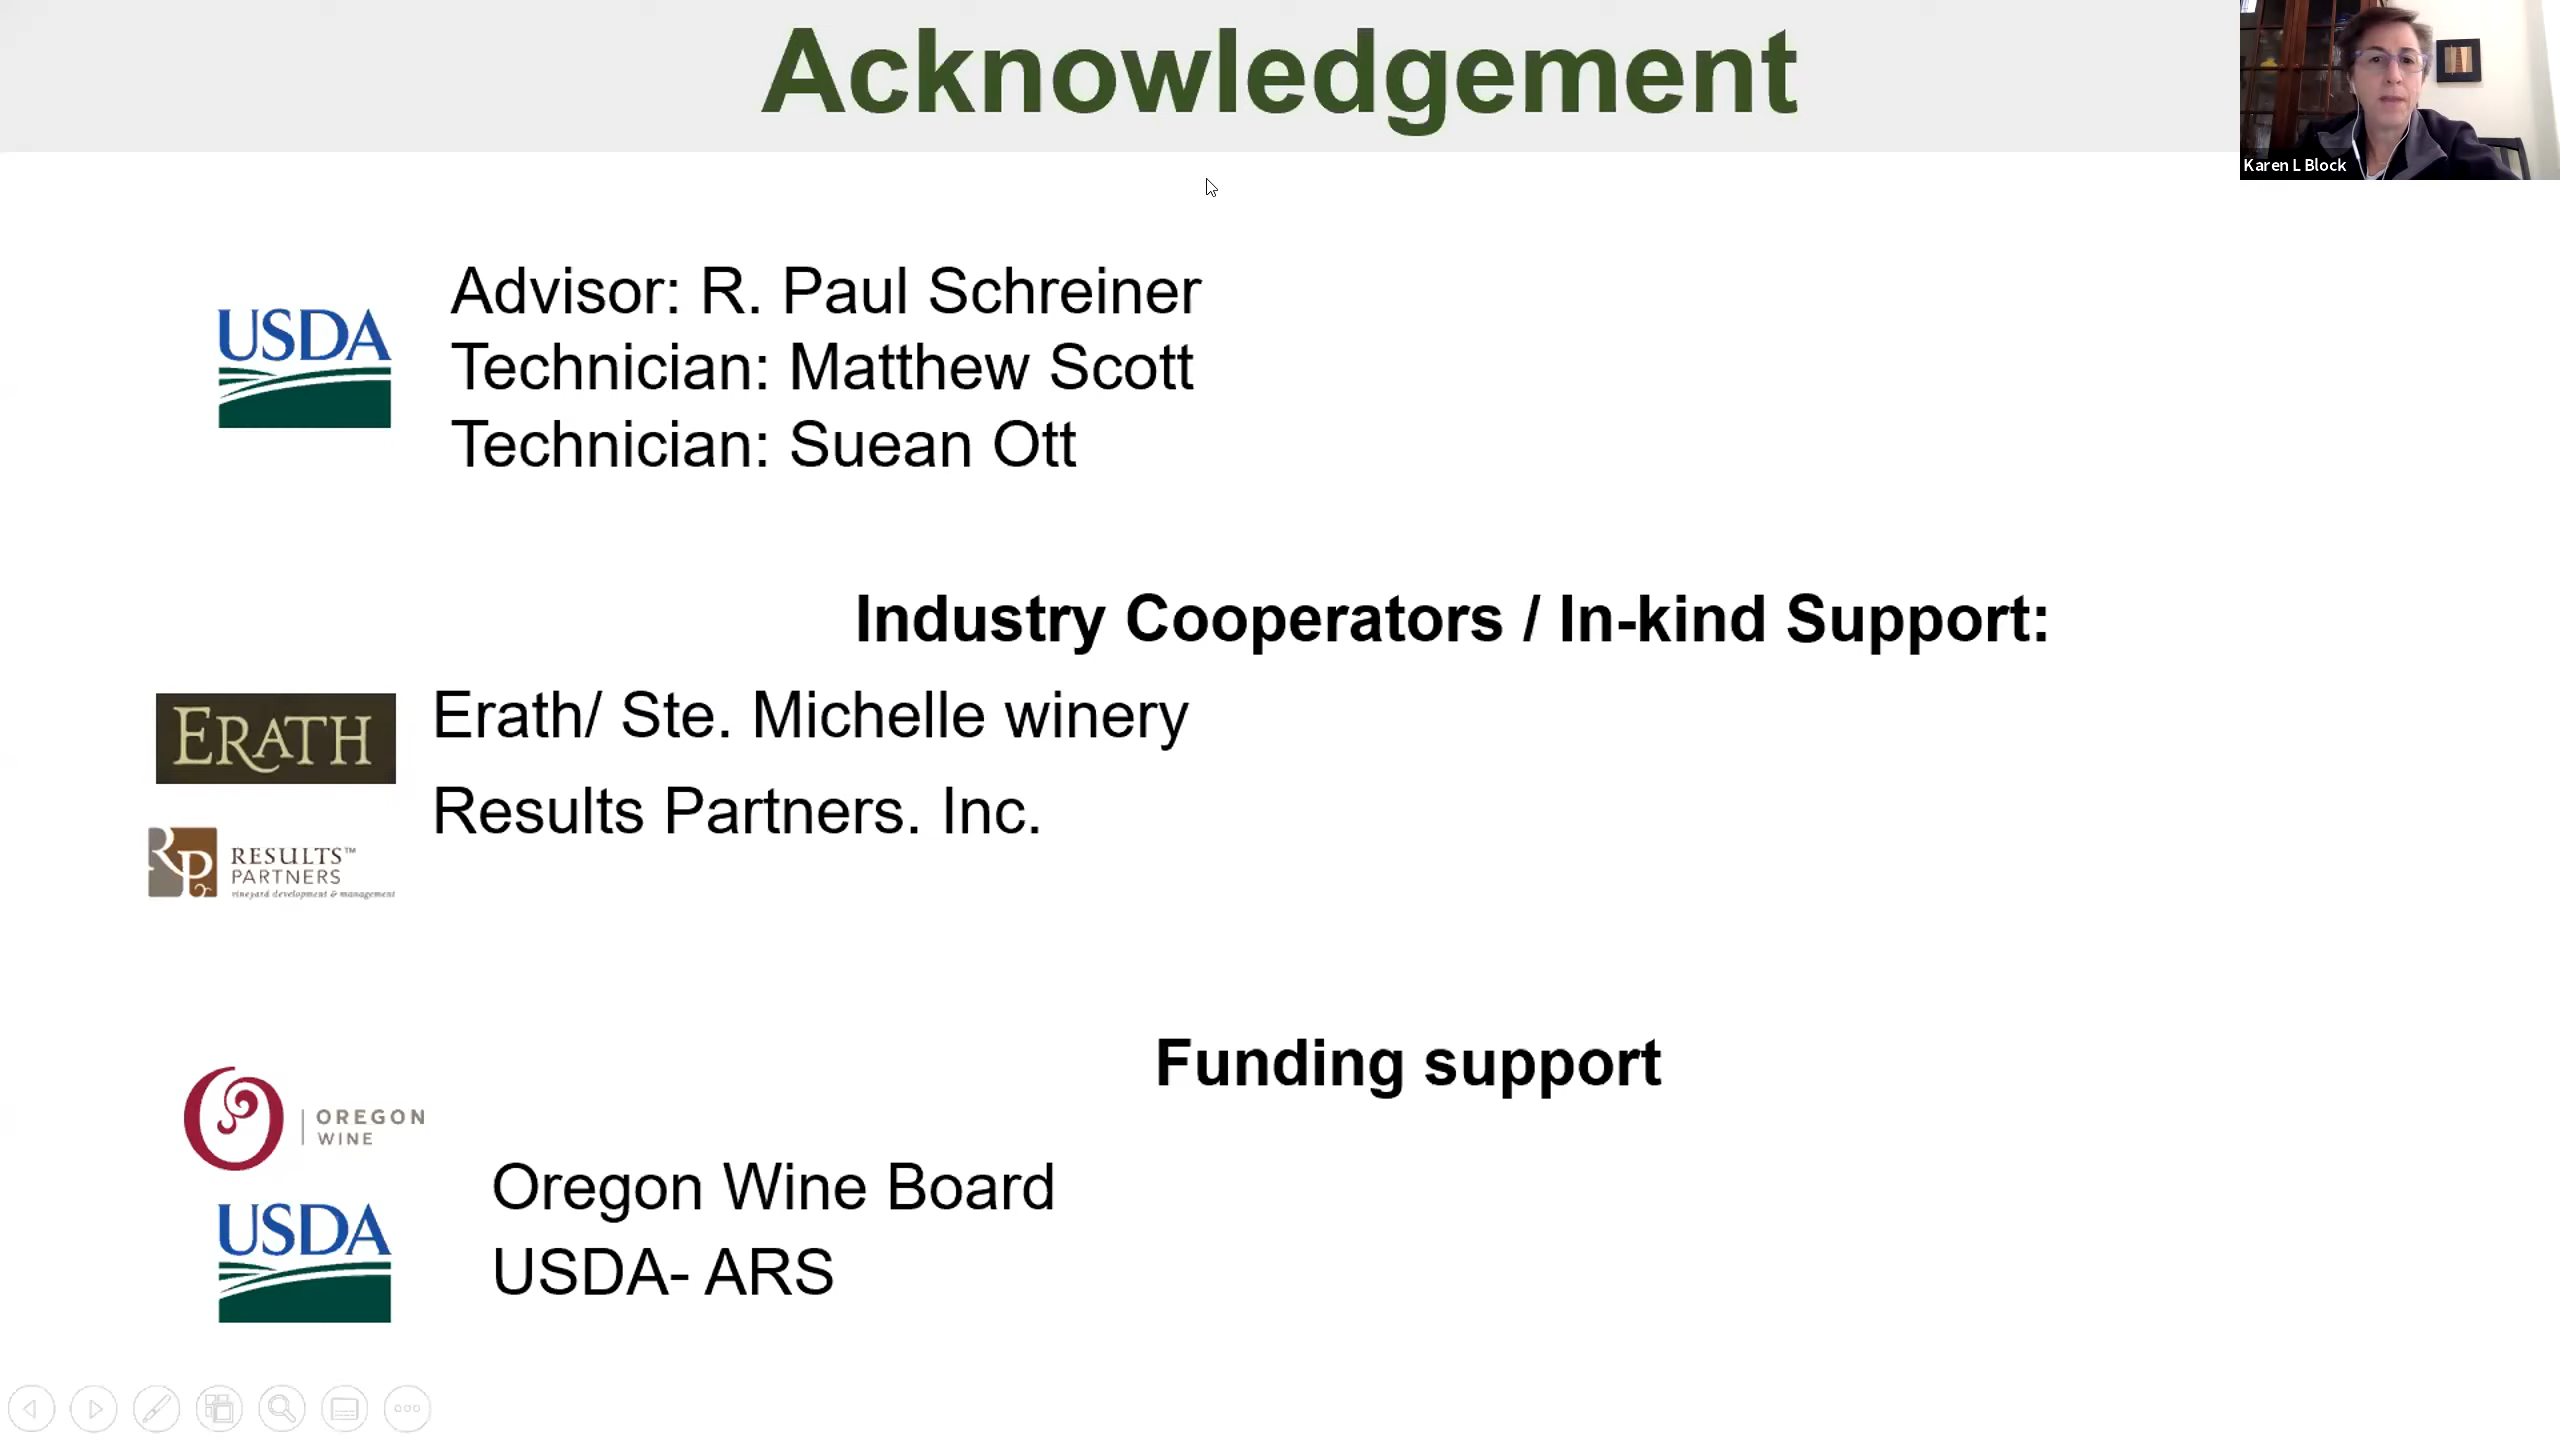 Acknowledgement
Karen L Block
USDA
Advisor: R. Paul Schreiner
Technician: Matthew Scott
Technician: Suean Ott
Industry Cooperators / In-kind Support:
ERATH
Erath/ Ste. Michelle winery
Results Partners. Inc.
RP
RESULTS™
PARTNERS
vineyard development & management
Funding support
OREGON
WINE
Oregon Wine Board
USDA
USDA- ARS